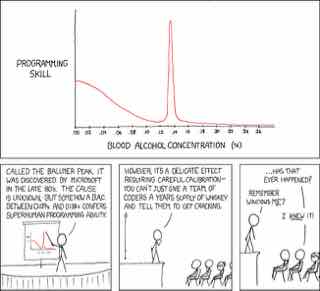 PROGRAMMING
SKILL
BLOOD ALCOHOL CONCENTRATION (%)
CALLED THE BALLMER PEAK, IT
WAS DISCOVERED BY MICROSOFT
IN THE LATE 80's. THE CAUSE
IS UNKNOWN, BUT SOMEHOW A B.A.C.
BETWEEN 0.129% AND 0.138% CONFERS
SUPERHUMAN PROGRAMMING ABILITY.
HOWEVER, IT'S A DELICATE EFFECT
REQUIRING CAREFUL CALIBRATION–
YOU CAN'T JUST GIVE A TEAM OF
CODERS A YEAR'S SUPPLY OF WHISKEY
AND TELL THEM TO GET CRACKING.
...HAS THAT
EVER HAPPENED?
REMEMBER
WINDOWS ME?
I KNEW IT!